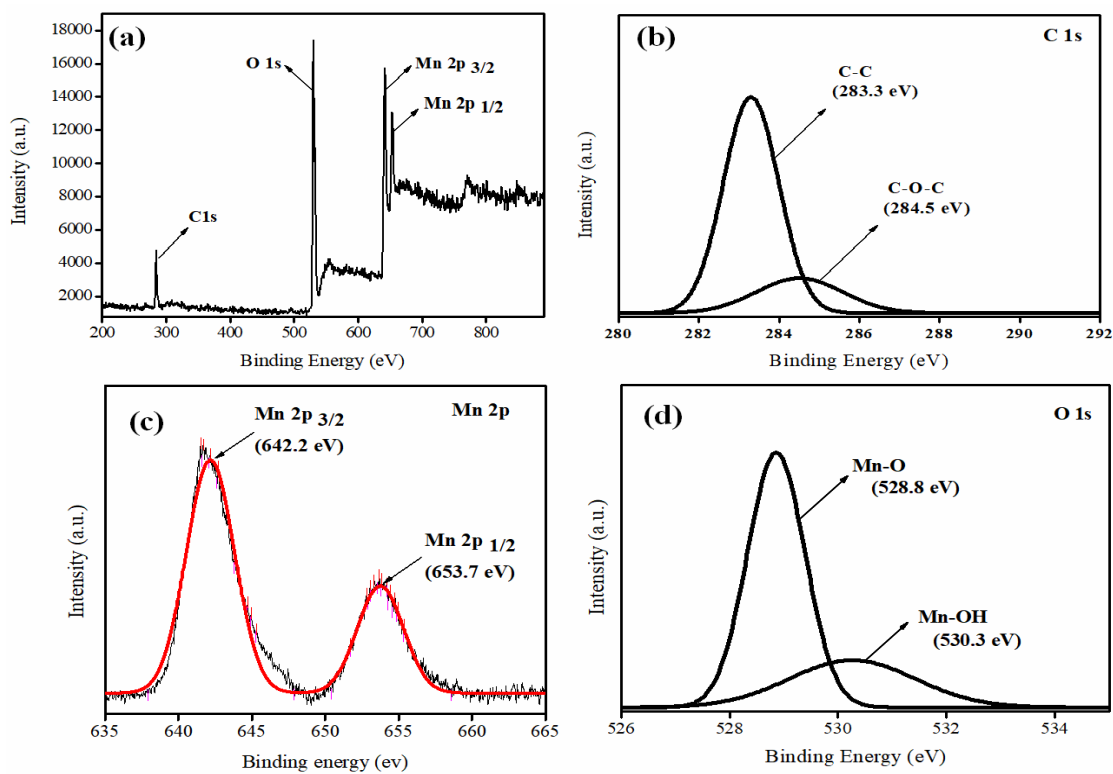 (a)
18000
16000
14000
12000
10000
8000
6000
4000
2000
Intensity (a.u.)
O 1s
Mn 2p 3/2
Mn 2p 1/2
C1s
200 300 400 500 600 700 800
Binding Energy (eV)
(b)
C 1s
C-C
(283.3 eV)
C-O-C
(284.5 eV)
Intensity (a.u.)
280 282 284 286 288 290 292
Binding Energy (eV)
(c)
Mn 2p
Mn 2p 3/2
(642.2 eV)
Mn 2p 1/2
(653.7 eV)
Intensity (a.u.)
635 640 645 650 655 660 665
Binding energy (ev)
(d)
O 1s
Mn-O
(528.8 eV)
Mn-OH
(530.3 eV)
Intensity (a.u.)
526 528 530 532 534
Binding Energy (eV)